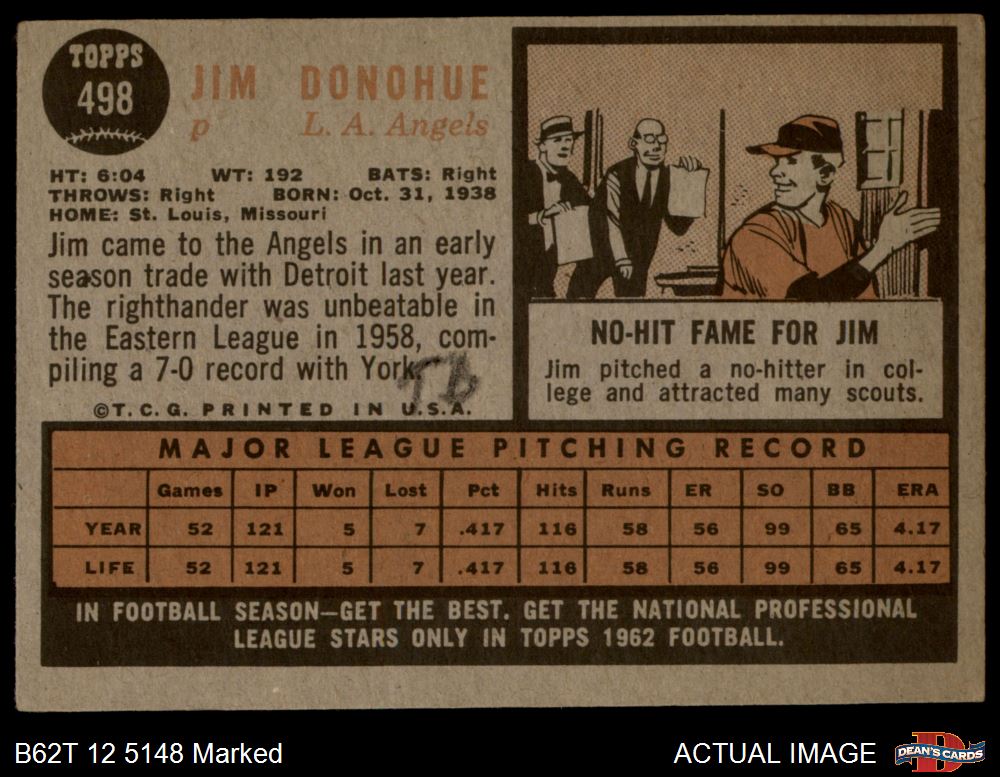 TOPPS
498
JIM DONOHUE
p L. A. Angels
HT: 6:04 WT: 192 BATS: Right
THROWS: Right BORN: Oct. 31, 1938
HOME: St. Louis, Missouri
Jim came to the Angels in an early
season trade with Detroit last year.
The righthander was unbeatable in
the Eastern League in 1958, com-
piling a 7-0 record with York.
TB
©T. C. G. PRINTED IN U.S.A.
NO-HIT FAME FOR JIM
Jim pitched a no-hitter in col-
lege and attracted many scouts.
MAJOR LEAGUE PITCHING RECORD
Games IP Won Lost Pct Hits Runs ER SO BB ERA
YEAR 52 121 5 7 .417 116 58 56 99 65 4.17
LIFE 52 121 5 7 .417 116 58 56 99 65 4.17
IN FOOTBALL SEASON—GET THE BEST. GET THE NATIONAL PROFESSIONAL
LEAGUE STARS ONLY IN TOPPS 1962 FOOTBALL.
B62T 12 5148 Marked
ACTUAL IMAGE
DEAN'S CARDS